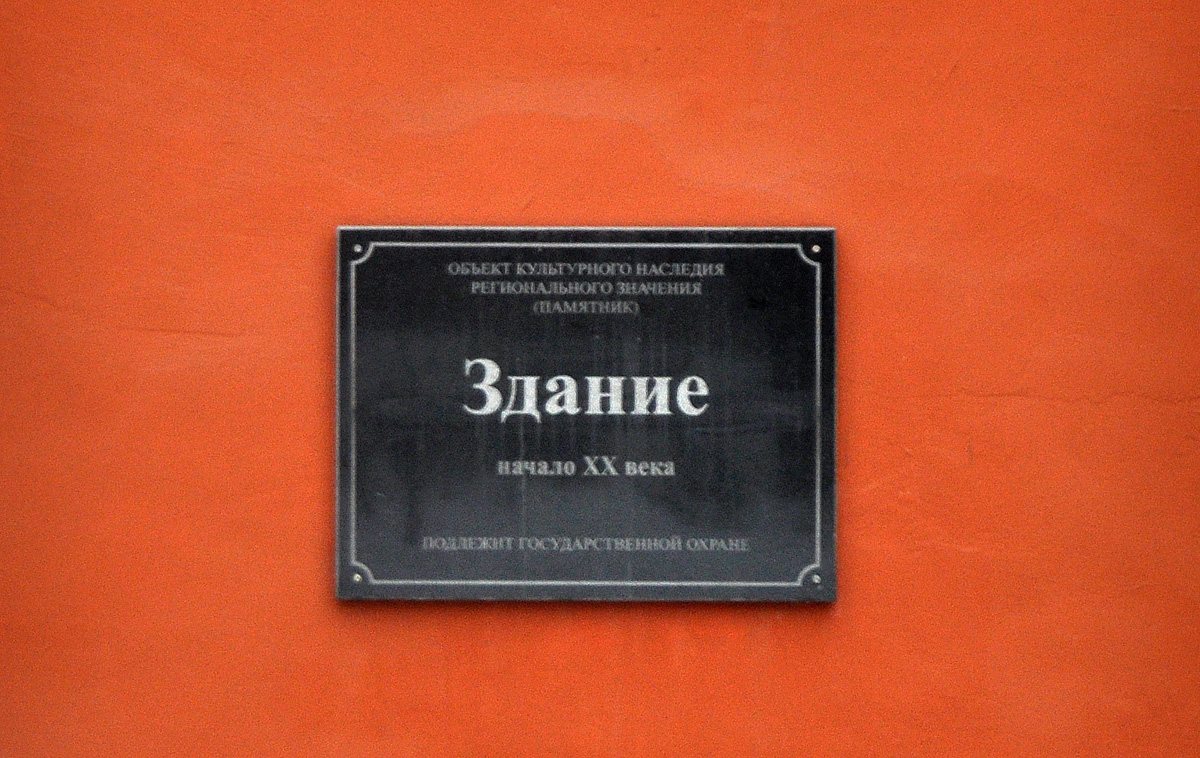 ОБЪЕКТ КУЛЬТУРНОГО НАСЛЕДИЯ
РЕГИОНАЛЬНОГО ЗНАЧЕНИЯ
(ПАМЯТНИК)
Здание
начало XX века
ПОДЛЕЖИТ ГОСУДАРСТВЕННОЙ ОХРАНЕ